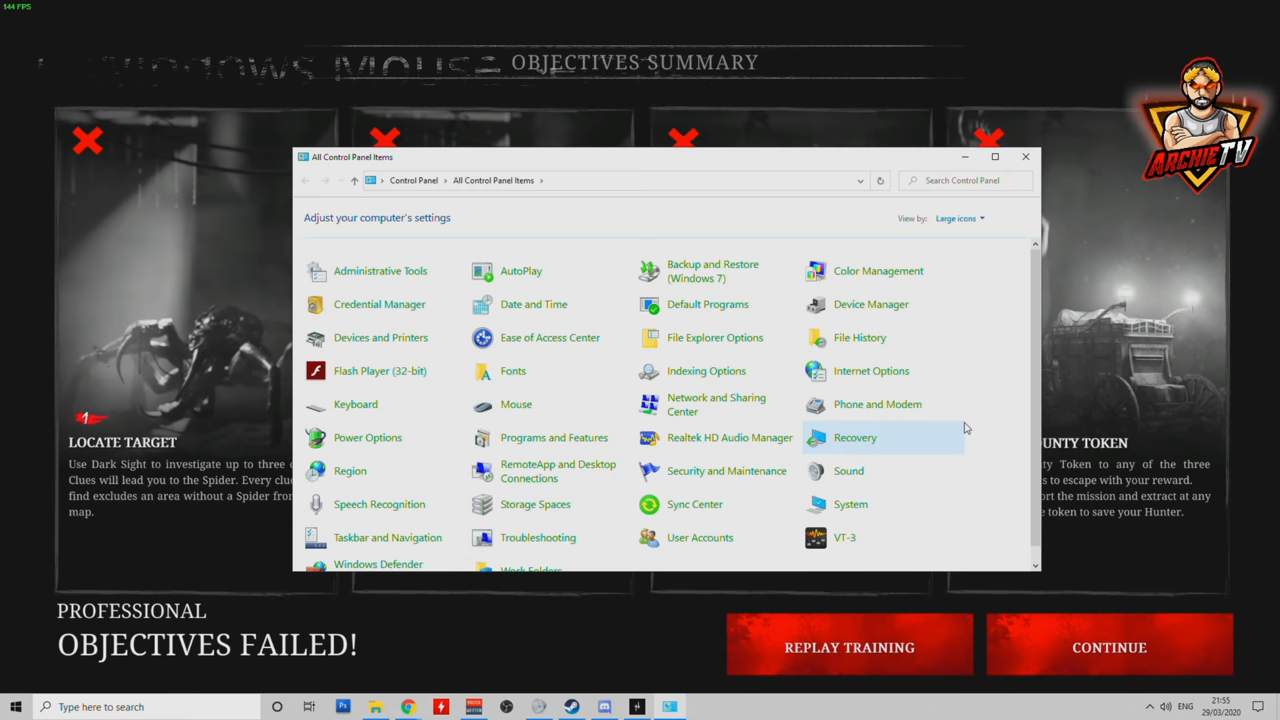 144 FPS
WINDOWS MOUSE
OBJECTIVES SUMMARY
ARCHIETV
All Control Panel Items
Control Panel
All Control Panel Items
Search Control Panel
Adjust your computer's settings
View by:
Large icons
Administrative Tools
AutoPlay
Backup and Restore
(Windows 7)
Color Management
Credential Manager
Date and Time
Default Programs
Device Manager
Devices and Printers
Ease of Access Center
File Explorer Options
File History
Flash Player (32-bit)
Fonts
Indexing Options
Internet Options
Keyboard
Mouse
Network and Sharing
Center
Phone and Modem
Power Options
Programs and Features
Realtek HD Audio Manager
Recovery
Region
RemoteApp and Desktop
Connections
Security and Maintenance
Sound
Speech Recognition
Storage Spaces
Sync Center
System
Taskbar and Navigation
Troubleshooting
User Accounts
VT-3
Windows Defender
Work Folders
1
LOCATE TARGET
Use Dark Sight to investigate up to three
Clues will lead you to the Spider. Every
find excludes an area without a Spider
map.
UNTY TOKEN
Token to any of the three
to escape with your reward.
the mission and extract at any
token to save your Hunter.
PROFESSIONAL
OBJECTIVES FAILED!
REPLAY TRAINING
CONTINUE
Type here to search
ENG
21:55
29/03/2020